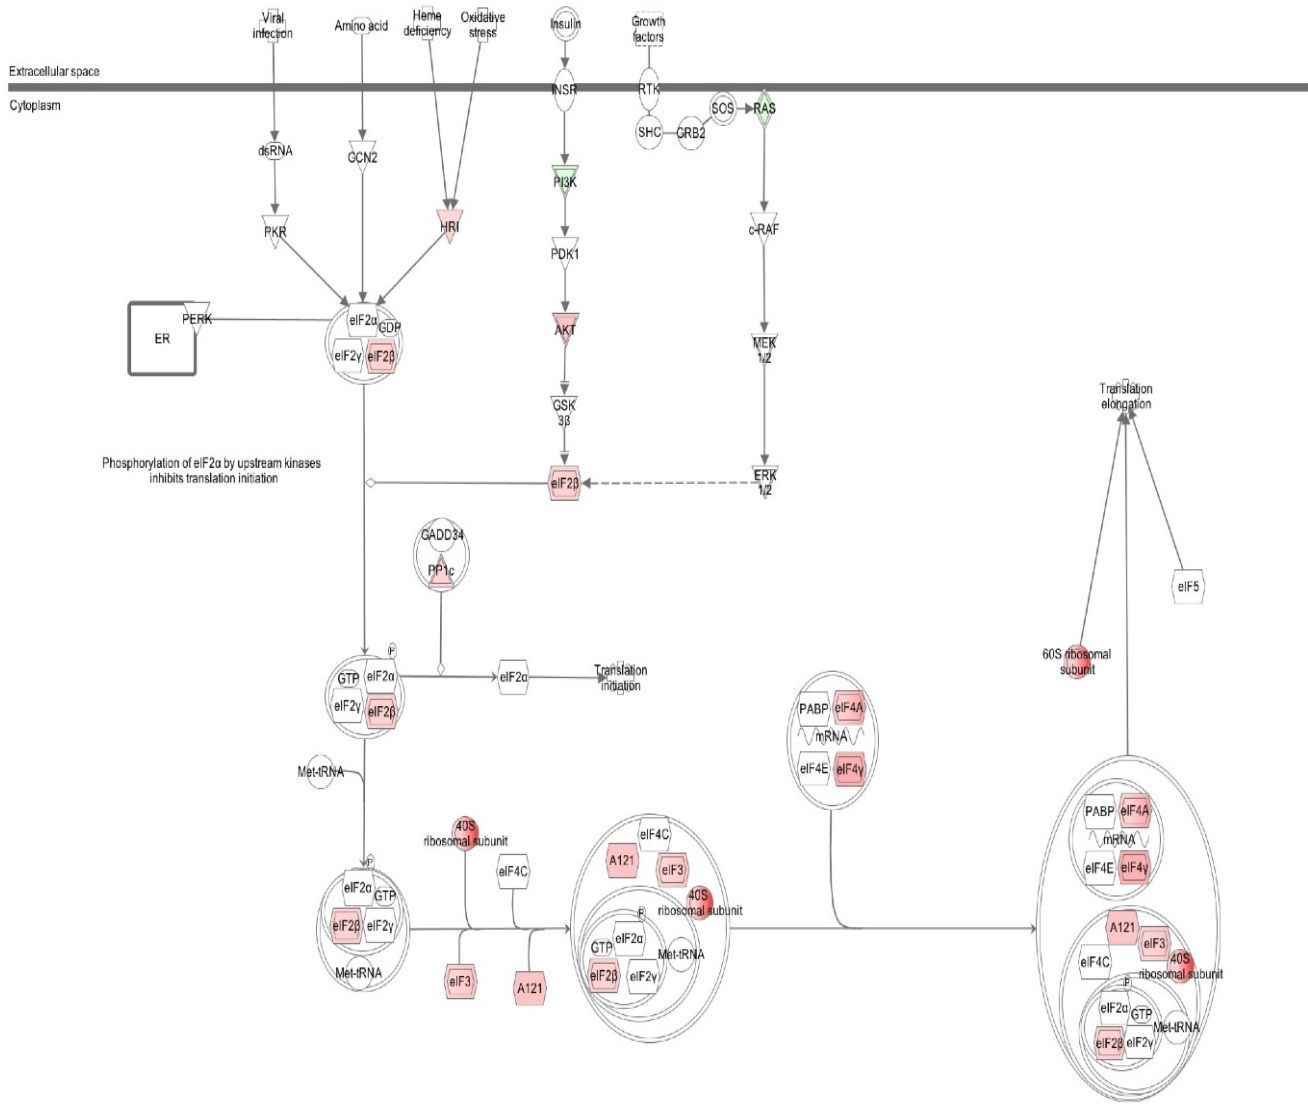 Viral
infection
Amino acid
Heme
deficiency
Oxidative
stress
Insulin
Growth
factors
Extracellular space
Cytoplasm
INSR
RTK
SHC
GRB2
SOS
RAS
dsRNA
GCN2
PKR
HRI
PI3K
c-RAF
PDK1
PERK
ER
eIF2α
GDP
eIF2γ
eIF2β
AKT
MEK
1/2
GSK
3β
Translation
elongation
Phosphorylation of eIF2α by upstream kinases
inhibits translation initiation
eIF2β
ERK
1/2
GADD34
PP1c
eIF5
60S ribosomal
subunit
P
GTP
eIF2α
eIF2γ
eIF2β
eIF2α
Translation
initiation
PABP
eIF4A
mRNA
eIF4E
eIF4γ
Met-tRNA
40S
ribosomal subunit
eIF4C
P
eIF2α
GTP
eIF2β
eIF2γ
Met-tRNA
eIF3
A121
eIF4C
A121
eIF3
40S
ribosomal subunit
P
eIF2α
GTP
Met-tRNA
eIF2β
eIF2γ
PABP
eIF4A
mRNA
eIF4E
eIF4γ
A121
eIF3
eIF4C
40S
ribosomal subunit
P
eIF2α
GTP
Met-tRNA
eIF2β
eIF2γ